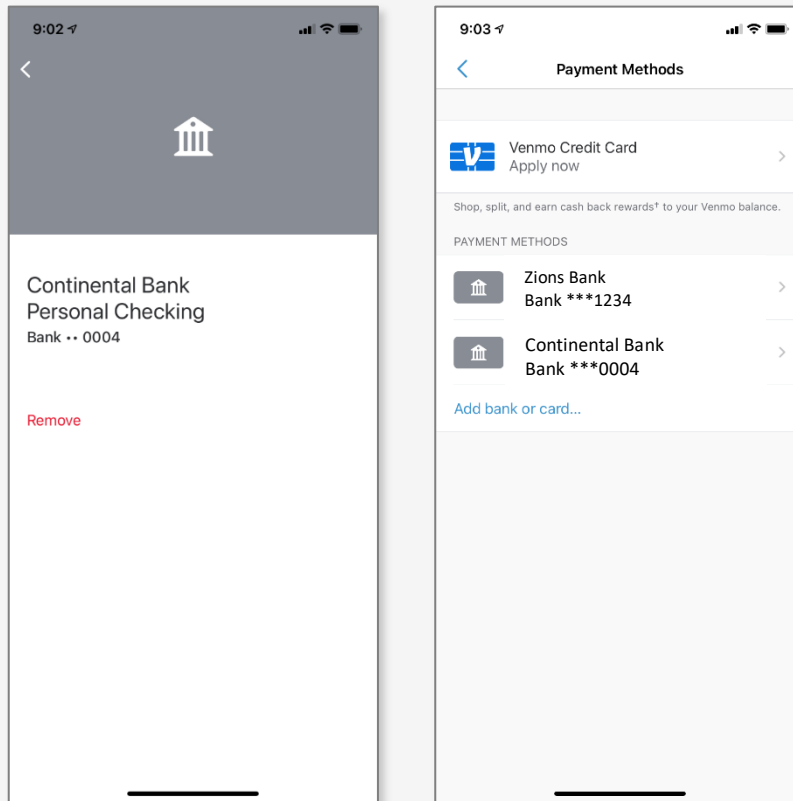 9:02
Continental Bank
Personal Checking
Bank •• 0004
Remove
9:03
Payment Methods
V
Venmo Credit Card
Apply now
Shop, split, and earn cash back rewards† to your Venmo balance.
PAYMENT METHODS
Zions Bank
Bank ***1234
Continental Bank
Bank ***0004
Add bank or card...